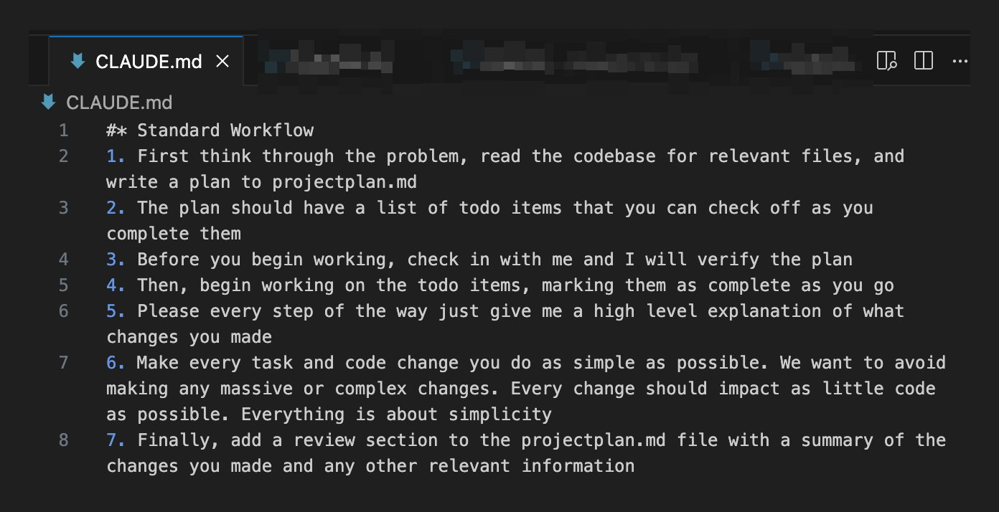 CLAUDE.md
CLAUDE.md
1 #* Standard Workflow
2 1. First think through the problem, read the codebase for relevant files, and
write a plan to projectplan.md
3 2. The plan should have a list of todo items that you can check off as you
complete them
4 3. Before you begin working, check in with me and I will verify the plan
5 4. Then, begin working on the todo items, marking them as complete as you go
6 5. Please every step of the way just give me a high level explanation of what
changes you made
7 6. Make every task and code change you do as simple as possible. We want to avoid
making any massive or complex changes. Every change should impact as little code
as possible. Everything is about simplicity
8 7. Finally, add a review section to the projectplan.md file with a summary of the
changes you made and any other relevant information